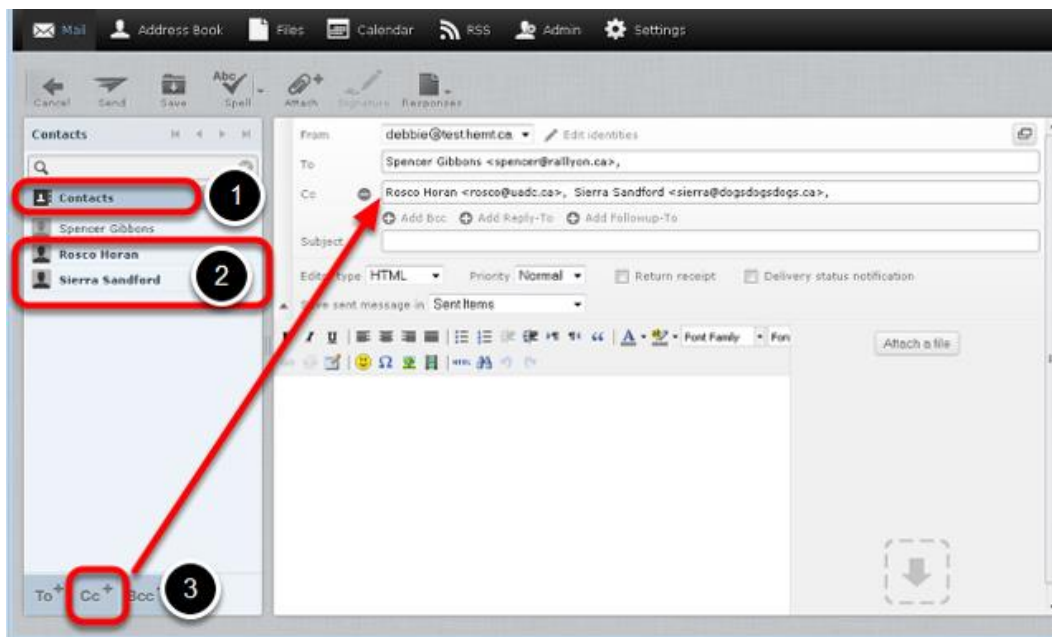 Mail Address Book Files Calendar RSS Admin Settings
Abc
Cancel Send Save Spell Attach Signature Responses
Contacts
From debbie@test.hemt.ca Edit identities
To Spencer Gibbons <spencer@ralllyon.ca>,
Contacts 1
Cc Rosco Horan <rosco@uadc.ca>, Sierra Sandford <sierra@dogsdogsdogs.ca>,
Add Bcc Add Reply-To Add Followup-To
Spencer Gibbons
Subject
Rosco Horan
Sierra Sandford 2
Editor type HTML Priority Normal Return receipt Delivery status notification
Save sent message in Sent Items
I U A Font Family Fon
Attach a file
Ω HTML
To+ Cc+ Bcc 3